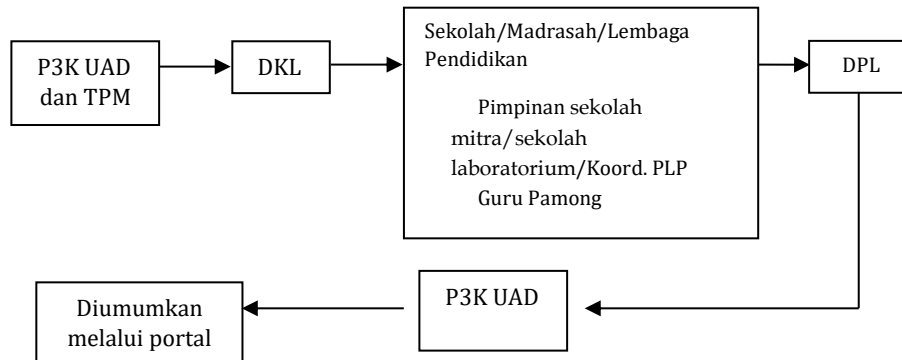 P3K UAD
dan TPM
DKL
Sekolah/Madrasah/Lembaga
Pendidikan
Pimpinan sekolah
mitra/sekolah
laboratorium/Koord. PLP
Guru Pamong
DPL
P3K UAD
Diumumkan
melalui portal